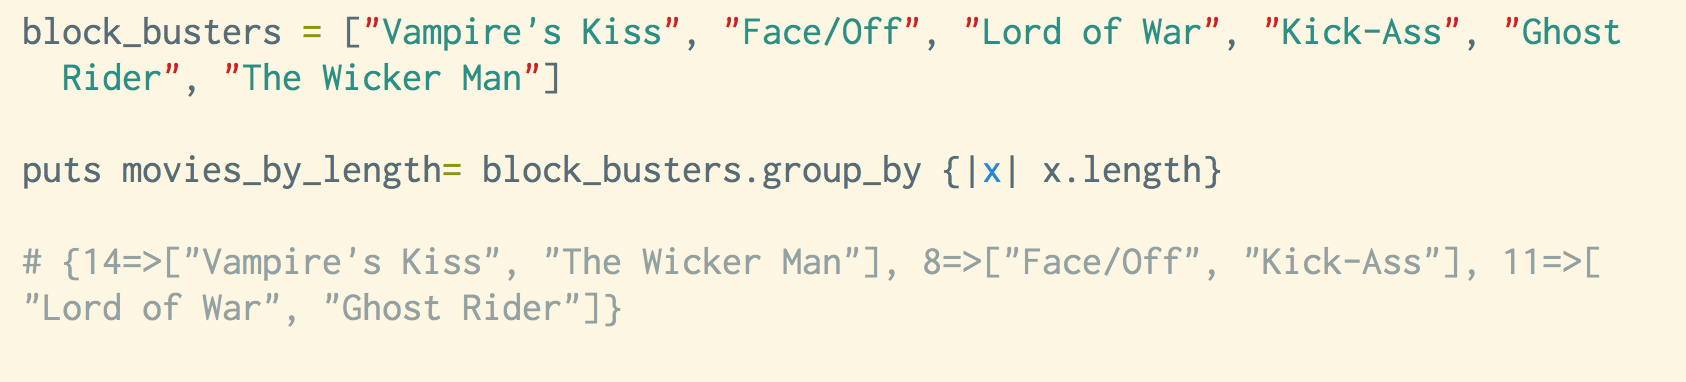 block_busters = ["Vampire's Kiss", "Face/Off", "Lord of War", "Kick-Ass", "Ghost
Rider", "The Wicker Man"]
puts movies_by_length= block_busters.group_by {|x| x.length}
# {14=>["Vampire's Kiss", "The Wicker Man"], 8=>["Face/Off", "Kick-Ass"], 11=>[
"Lord of War", "Ghost Rider"]}